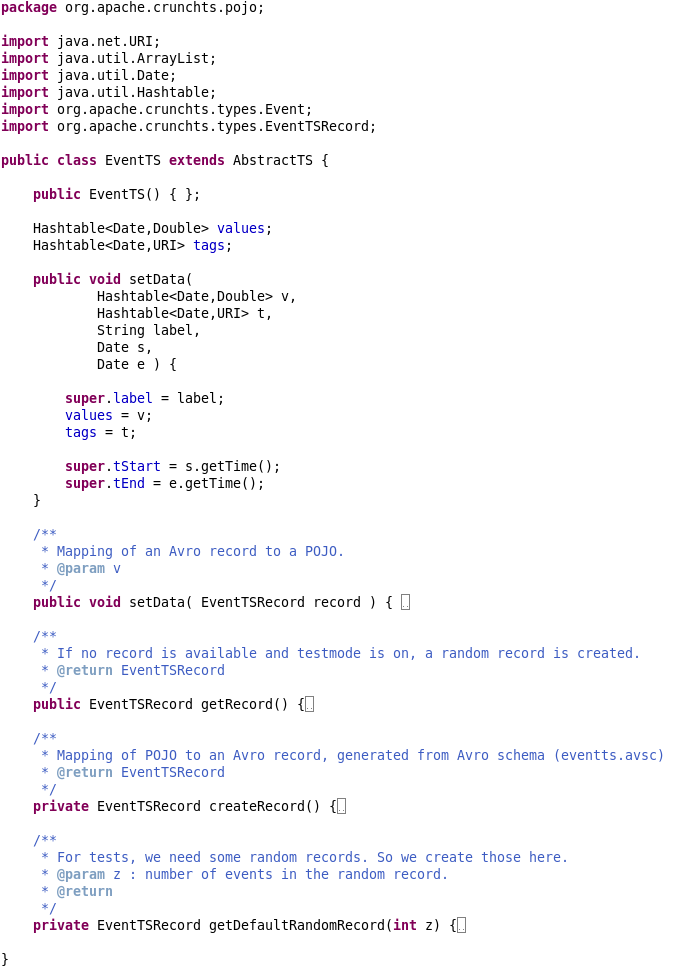 package org.apache.crunchts.pojo;

import java.net.URI;
import java.util.ArrayList;
import java.util.Date;
import java.util.Hashtable;
import org.apache.crunchts.types.Event;
import org.apache.crunchts.types.EventTSRecord;

public class EventTS extends AbstractTS {

    public EventTS() { };

    Hashtable<Date,Double> values;
    Hashtable<Date,URI> tags;

    public void setData(
            Hashtable<Date,Double> v,
            Hashtable<Date,URI> t,
            String label,
            Date s,
            Date e ) {

        super.label = label;
        values = v;
        tags = t;

        super.tStart = s.getTime();
        super.tEnd = e.getTime();
    }

    /**
     * Mapping of an Avro record to a POJO.
     * @param v
     */
    public void setData( EventTSRecord record ) { ..

    /**
     * If no record is available and testmode is on, a random record is created.
     * @return EventTSRecord
     */
    public EventTSRecord getRecord() {..

    /**
     * Mapping of POJO to an Avro record, generated from Avro schema (eventts.avsc)
     * @return EventTSRecord
     */
    private EventTSRecord createRecord() {..

    /**
     * For tests, we need some random records. So we create those here.
     * @param z : number of events in the random record.
     * @return
     */
    private EventTSRecord getDefaultRandomRecord(int z) {..

}